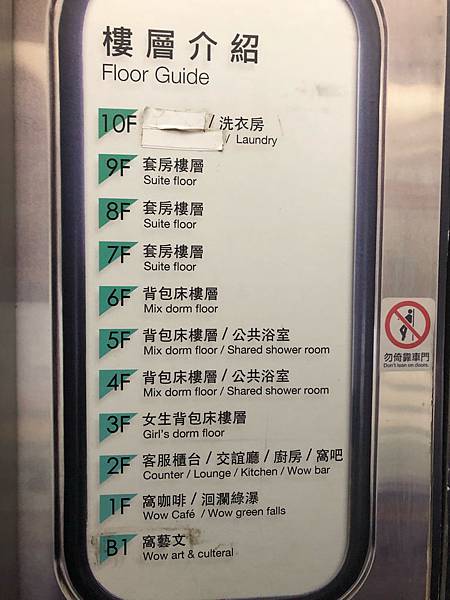 樓層介紹
Floor Guide
10F / 洗衣房
/ Laundry
9F 套房樓層
Suite floor
8F 套房樓層
Suite floor
7F 套房樓層
Suite floor
6F 背包床樓層
Mix dorm floor
5F 背包床樓層 / 公共浴室
Mix dorm floor / Shared shower room
4F 背包床樓層 / 公共浴室
Mix dorm floor / Shared shower room
3F 女生背包床樓層
Girl's dorm floor
2F 客服櫃台 / 交誼廳 / 廚房 / 窩吧
Counter / Lounge / Kitchen / Wow bar
1F 窩咖啡 / 洄瀾綠瀑
Wow Café / Wow green falls
B1 窩藝文
Wow art & culteral
勿倚靠車門
Don't lean on doors.